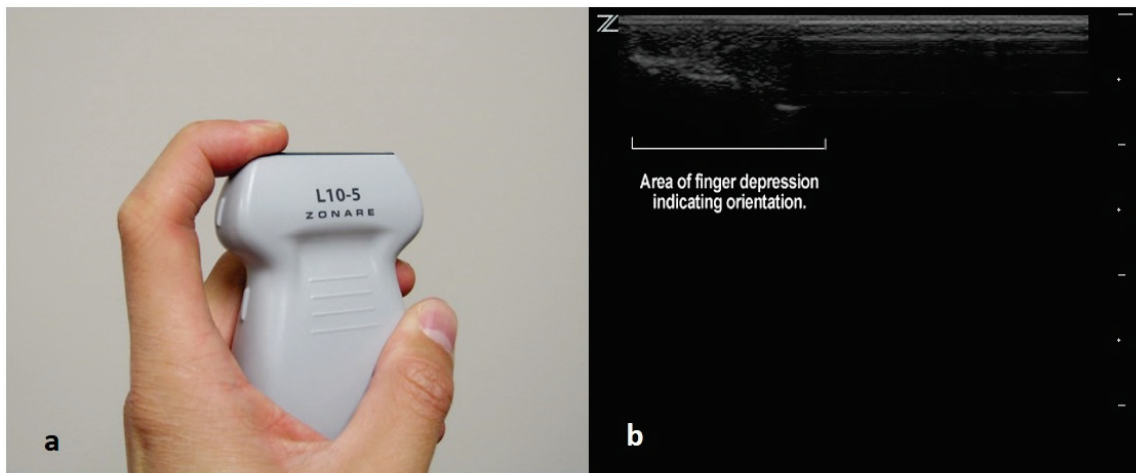 L10-5
ZONARE
a
Z
Area of finger depression
indicating orientation.
b